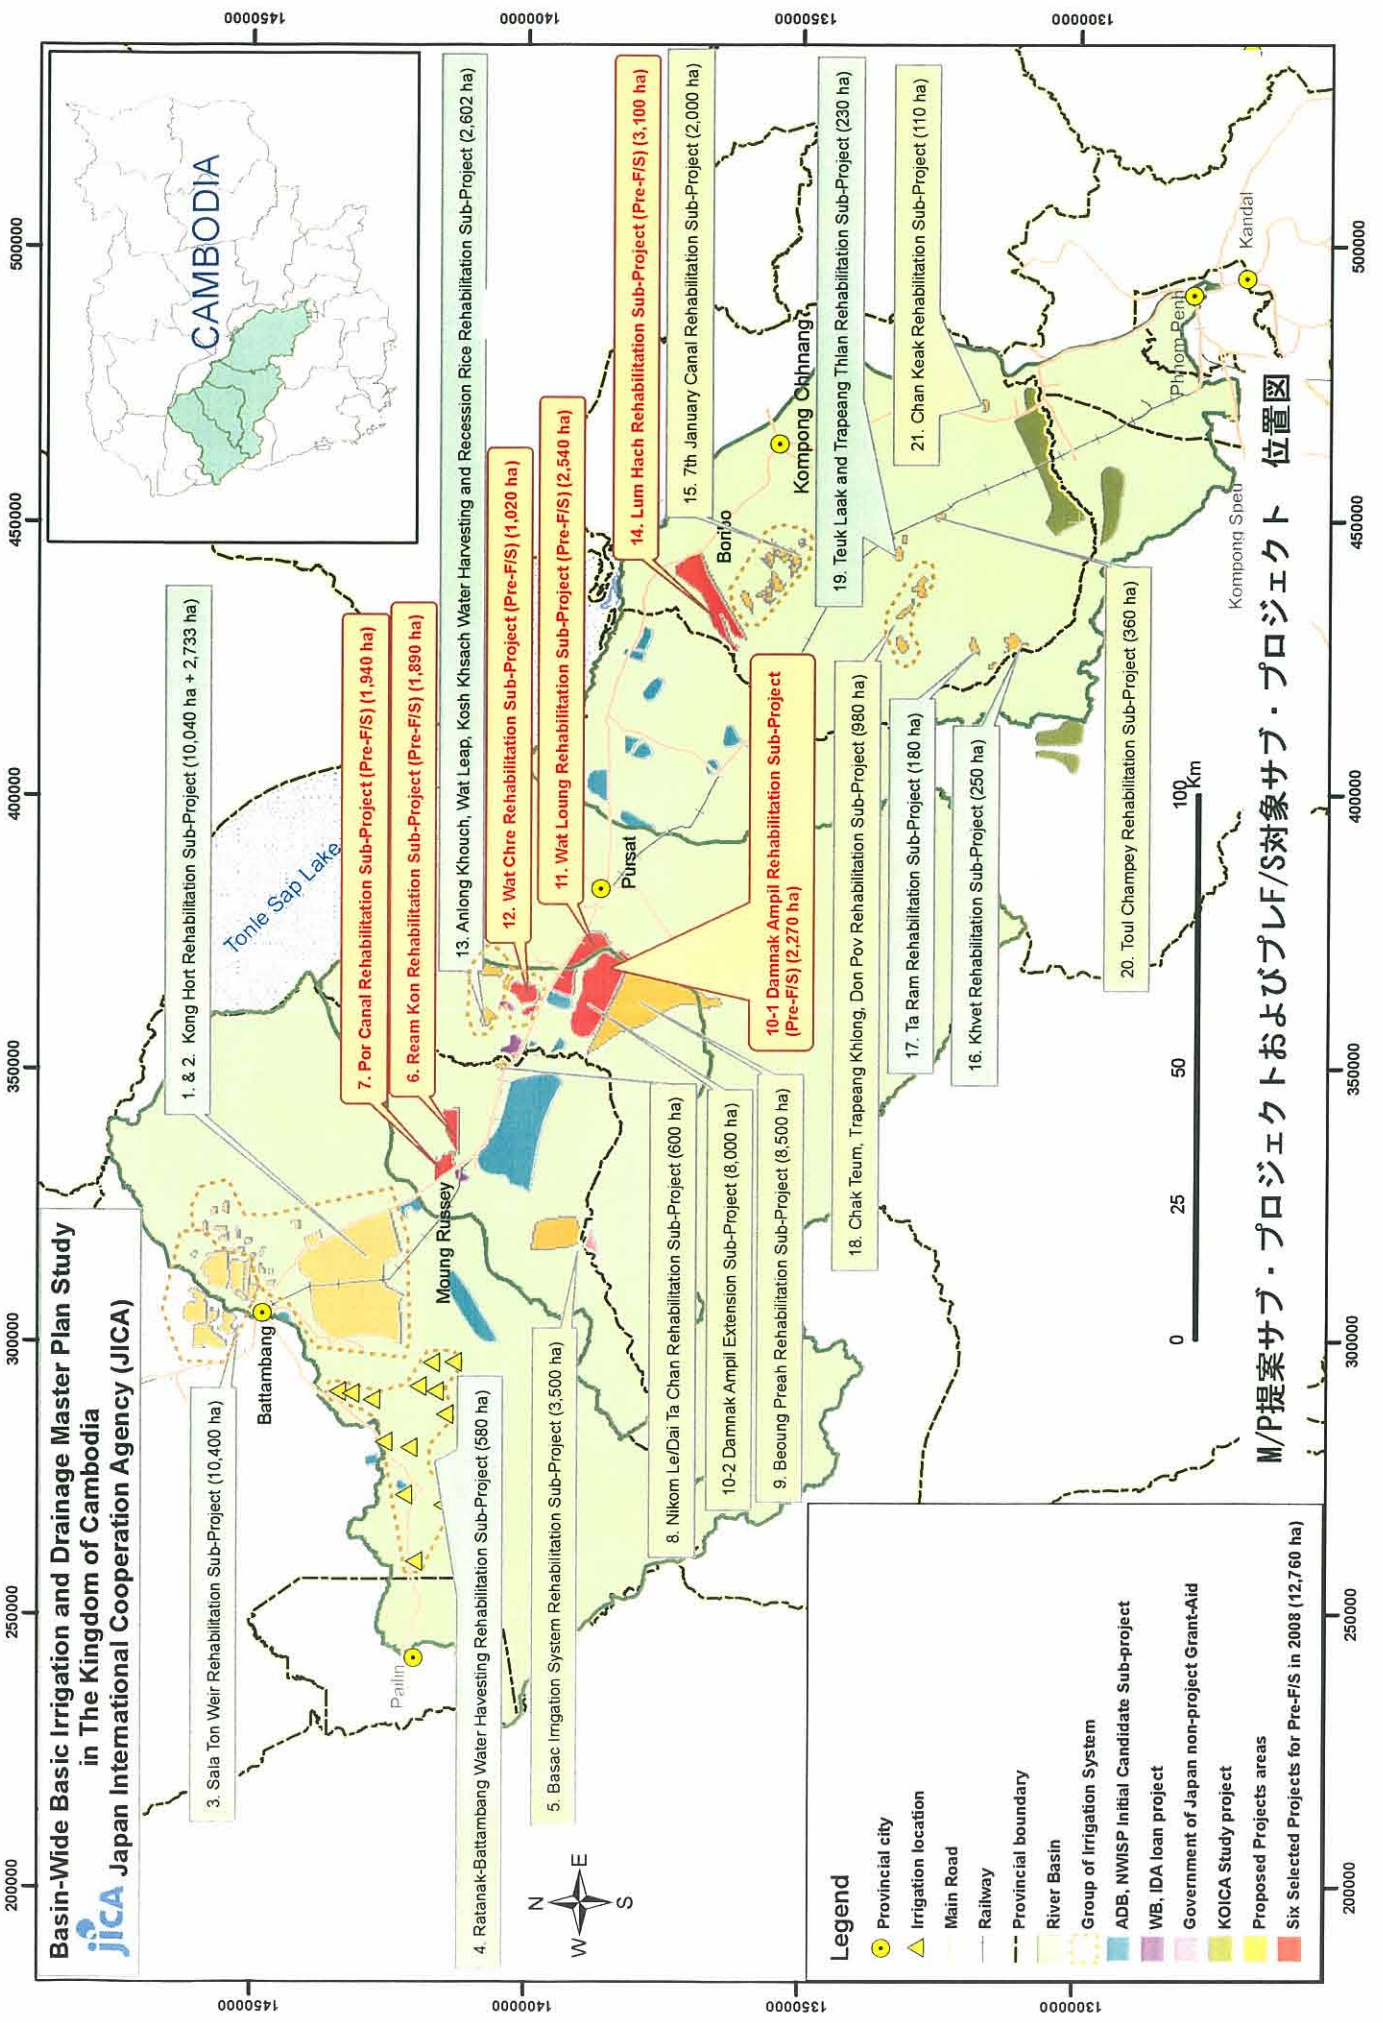 Basin-Wide Basic Irrigation and Drainage Master Plan Study
in The Kingdom of Cambodia
jica Japan International Cooperation Agency (JICA)
200000
250000
300000
350000
400000
450000
500000
1450000
1400000
1350000
1300000
CAMBODIA
Tonle Sap Lake
1. & 2. Kong Hort Rehabilitation Sub-Project (10,040 ha + 2,733 ha)
7. Por Canal Rehabilitation Sub-Project (Pre-F/S) (1,940 ha)
6. Ream Kon Rehabilitation Sub-Project (Pre-F/S) (1,890 ha)
13. Anlong Khouch, Wat Leap, Kosh Khsach Water Harvesting and Recession Rice Rehabilitation Sub-Project (2,602 ha)
12. Wat Chre Rehabilitation Sub-Project (Pre-F/S) (1,020 ha)
11. Wat Loung Rehabilitation Sub-Project (Pre-F/S) (2,540 ha)
14. Lum Hach Rehabilitation Sub-Project (Pre-F/S) (3,100 ha)
15. 7th January Canal Rehabilitation Sub-Project (2,000 ha)
19. Teuk Laak and Trapeang Thlan Rehabilitation Sub-Project (230 ha)
21. Chan Keak Rehabilitation Sub-Project (110 ha)
3. Sala Ton Weir Rehabilitation Sub-Project (10,400 ha)
4. Ratanak-Battambang Water Harvesting Rehabilitation Sub-Project (580 ha)
5. Basac Irrigation System Rehabilitation Sub-Project (3,500 ha)
8. Nikom Le/Dai Ta Chan Rehabilitation Sub-Project (600 ha)
10-2 Damnak Ampil Extension Sub-Project (8,000 ha)
9. Beoung Preah Rehabilitation Sub-Project (8,500 ha)
10-1 Damnak Ampil Rehabilitation Sub-Project
(Pre-F/S) (2,270 ha)
18. Chak Teum, Trapeang Khlong, Don Pov Rehabilitation Sub-Project (980 ha)
17. Ta Ram Rehabilitation Sub-Project (180 ha)
16. Khvet Rehabilitation Sub-Project (250 ha)
20. Toul Champey Rehabilitation Sub-Project (360 ha)
Battambang
Pailin
Moung Russey
Pursat
Boribo
Kompong Chhnang
Kompong Speu
Phnom Penh
Kandal
N
W
E
S
0
25
50
100
Km
Legend
Provincial city
Irrigation location
Main Road
Railway
Provincial boundary
River Basin
Group of Irrigation System
ADB, NWISP Initial Candidate Sub-project
WB, IDA loan project
Government of Japan non-project Grant-Aid
KOICA Study project
Proposed Projects areas
Six Selected Projects for Pre-F/S in 2008 (12,760 ha)
M/P提案サブ・プロジェクトおよびプレF/S対象サブ・プロジェクト 位置図
1450000
1400000
1350000
1300000
200000
250000
300000
350000
400000
450000
500000